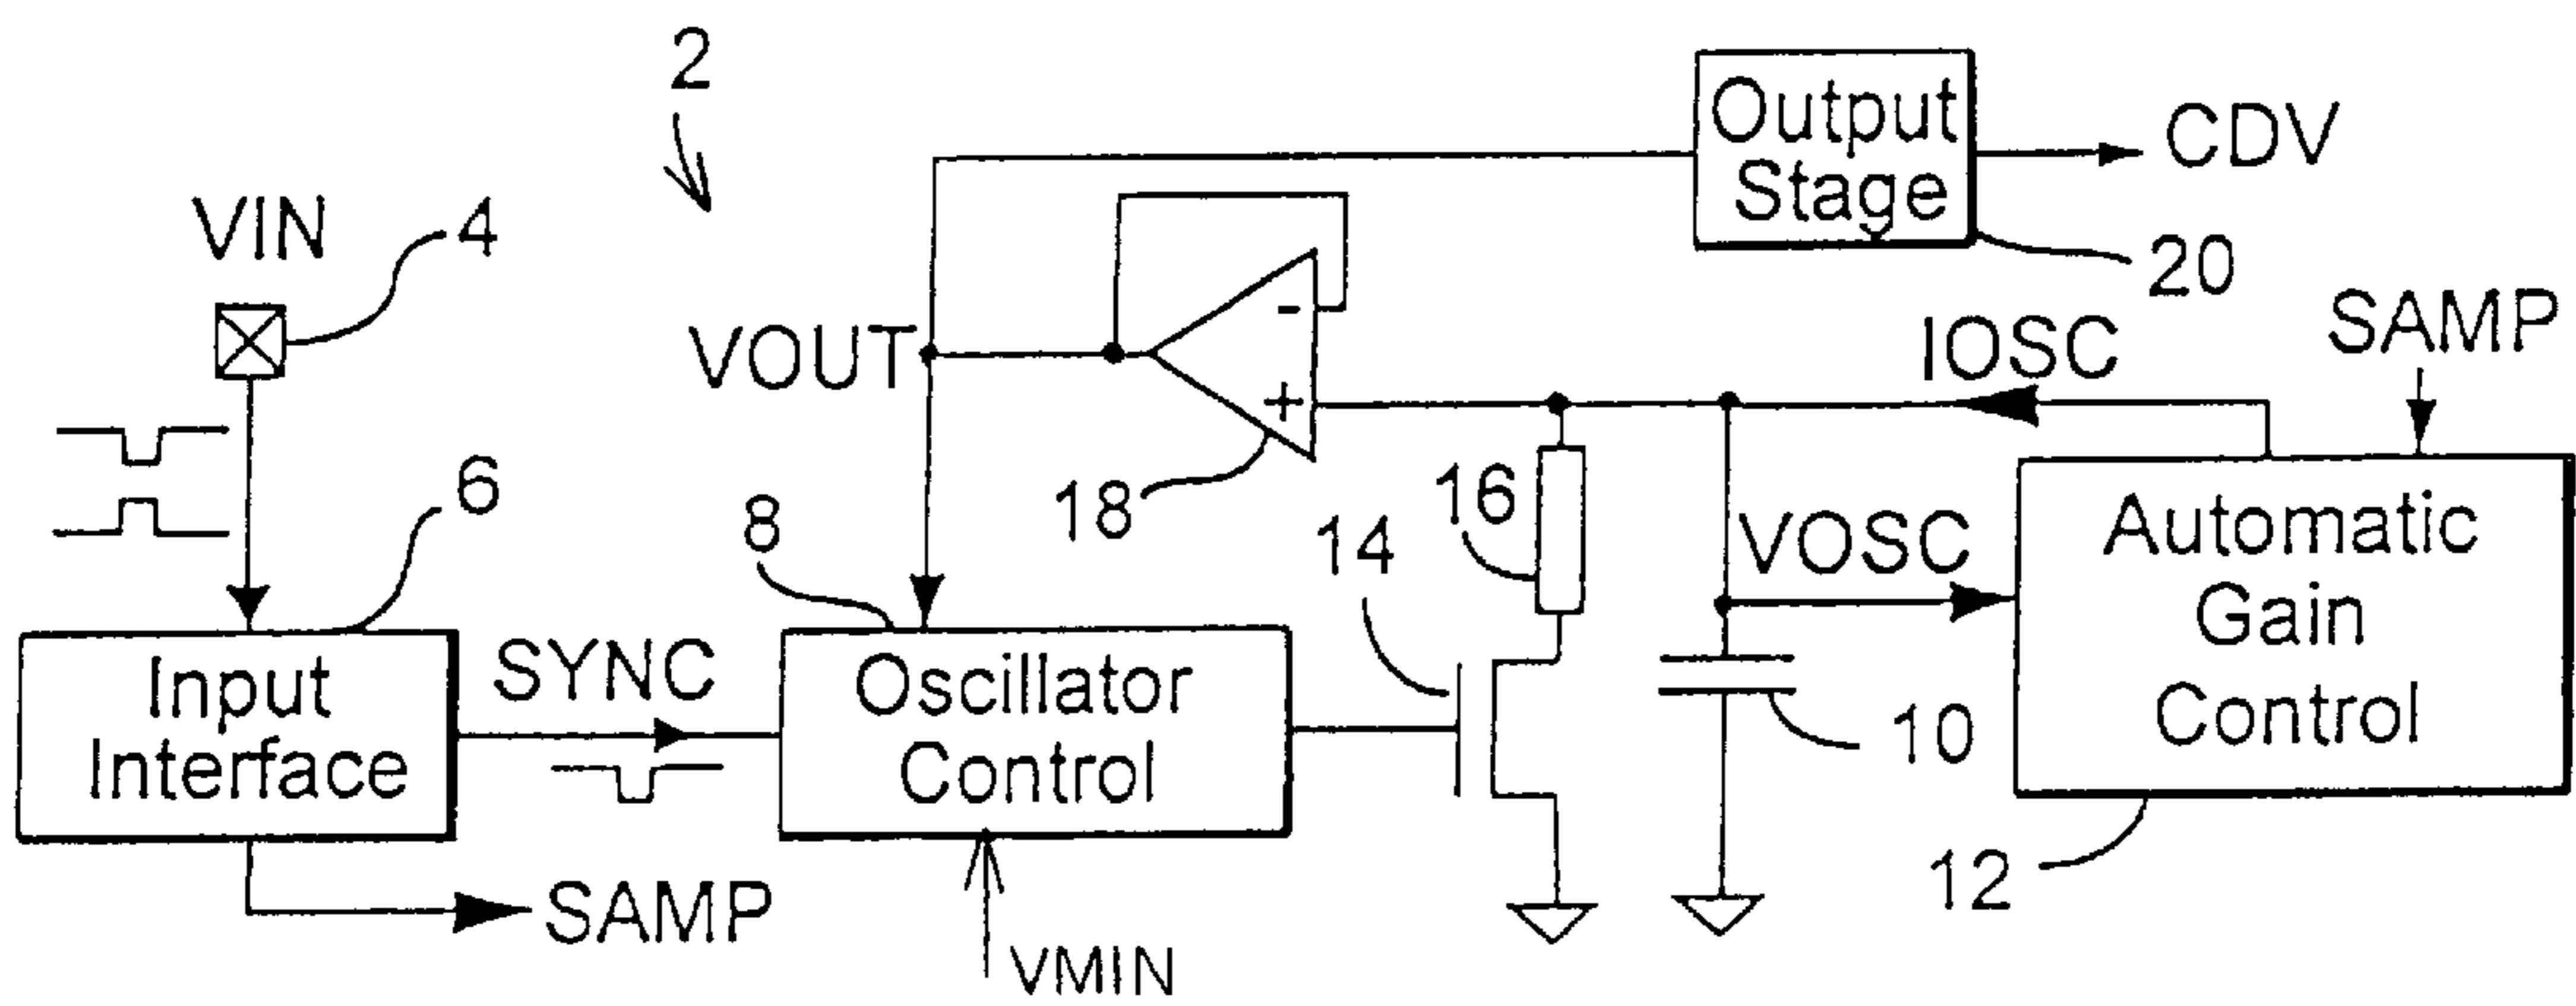 2
Output
Stage
CDV
20
VIN
4
VOUT
-
+
18
IOSC
SAMP
6
8
14
16
VOSC
Automatic
Gain
Control
10
12
Input
Interface
SYNC
Oscillator
Control
SAMP
VMIN